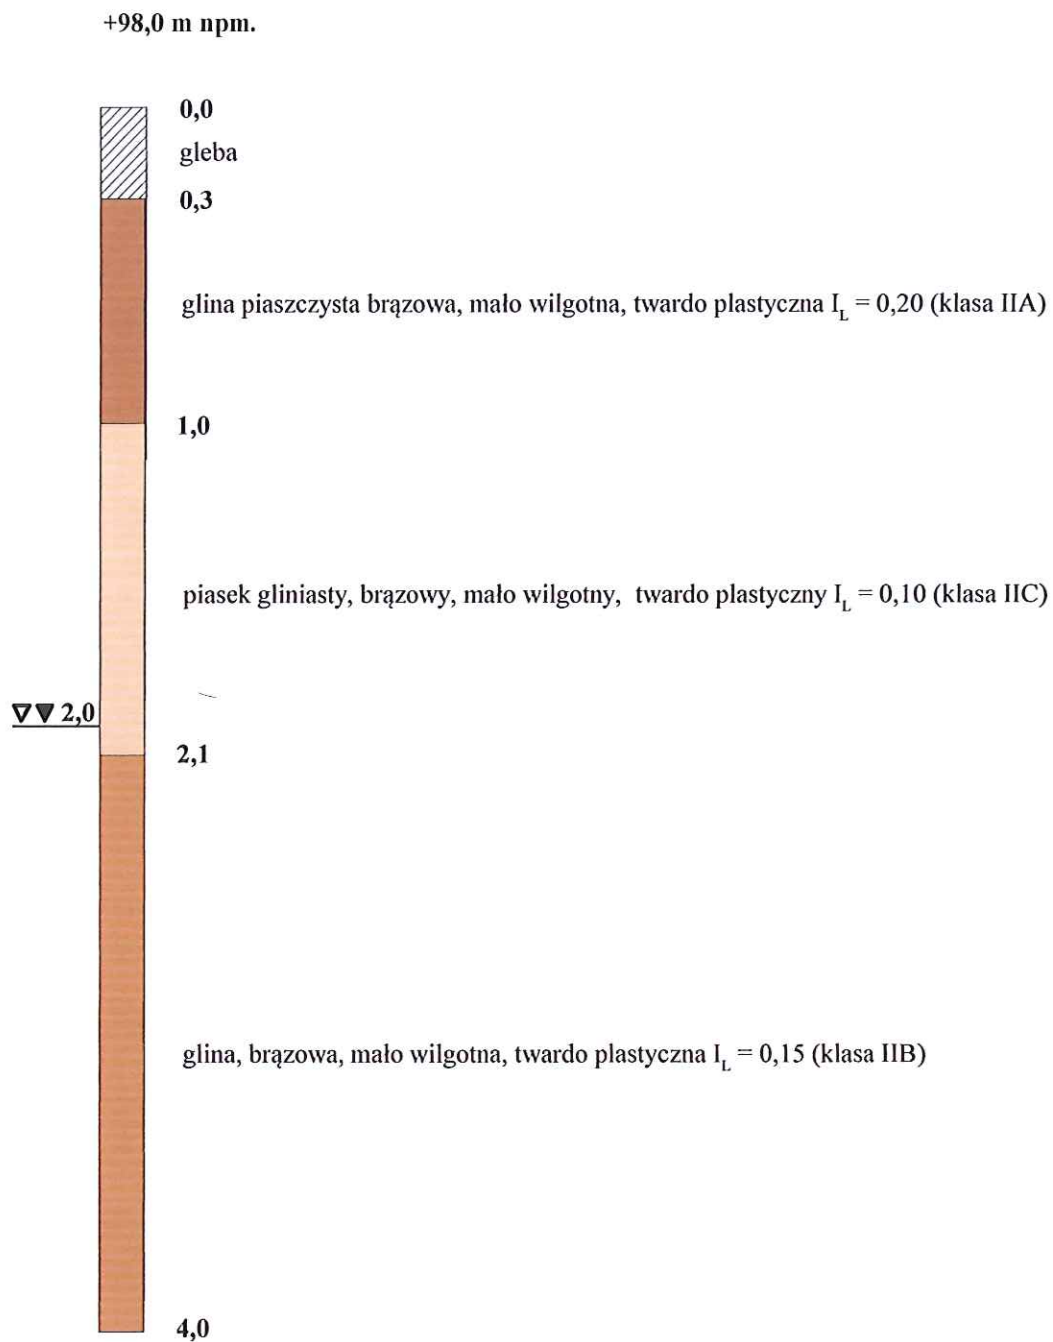 +98,0 m npm.
0,0
gleba
0,3
glina piaszczysta brązowa, mało wilgotna, twardo plastyczna I_L = 0,20 (klasa IIA)
1,0
piasek gliniasty, brązowy, mało wilgotny, twardo plastyczny I_L = 0,10 (klasa IIC)
2,0
2,1
glina, brązowa, mało wilgotna, twardo plastyczna I_L = 0,15 (klasa IIB)
4,0